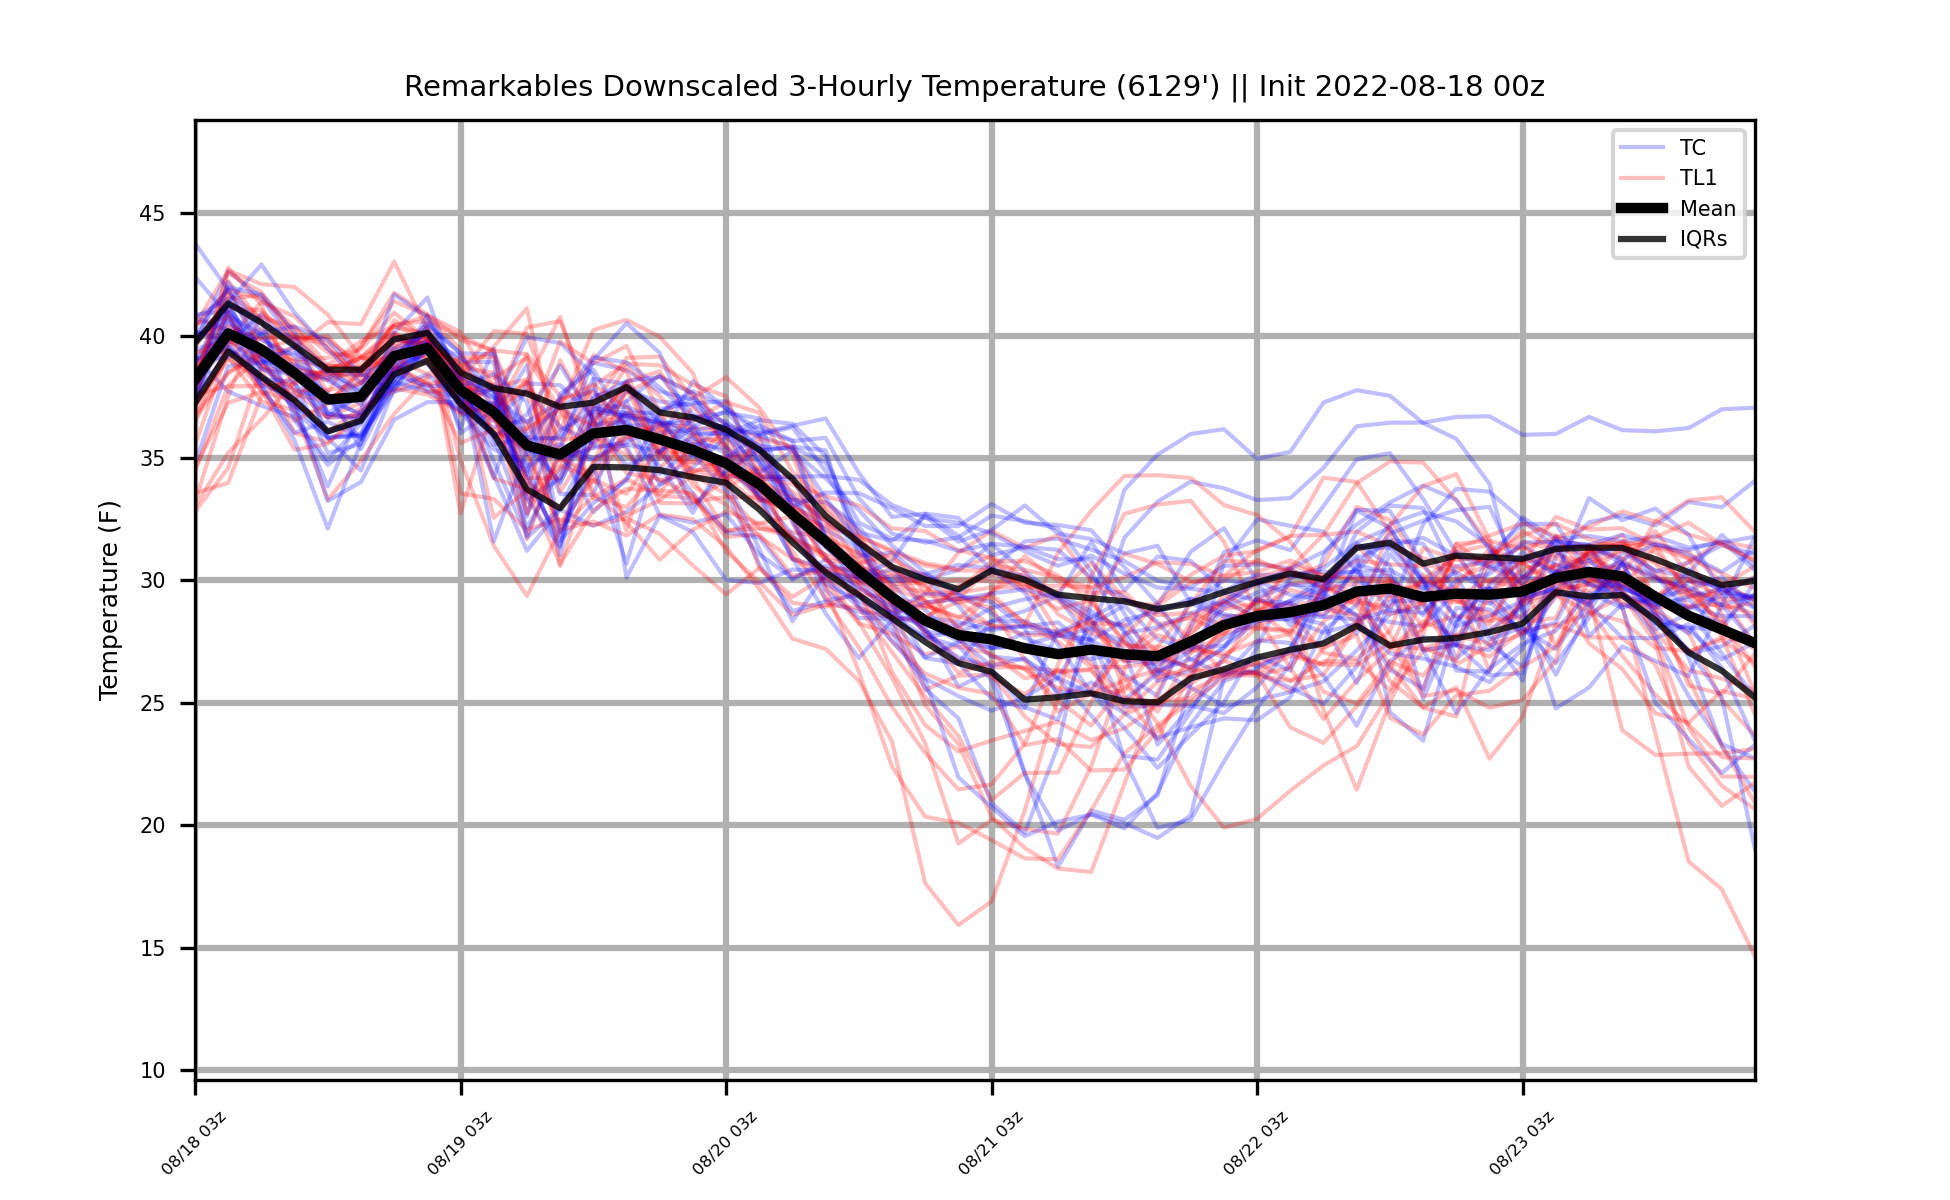 Remarkables Downscaled 3-Hourly Temperature (6129') || Init 2022-08-18 00z
TC
TL1
Mean
IQRs
Temperature (F)
45
40
35
30
25
20
15
10
08/18 03z
08/19 03z
08/20 03z
08/21 03z
08/22 03z
08/23 03z